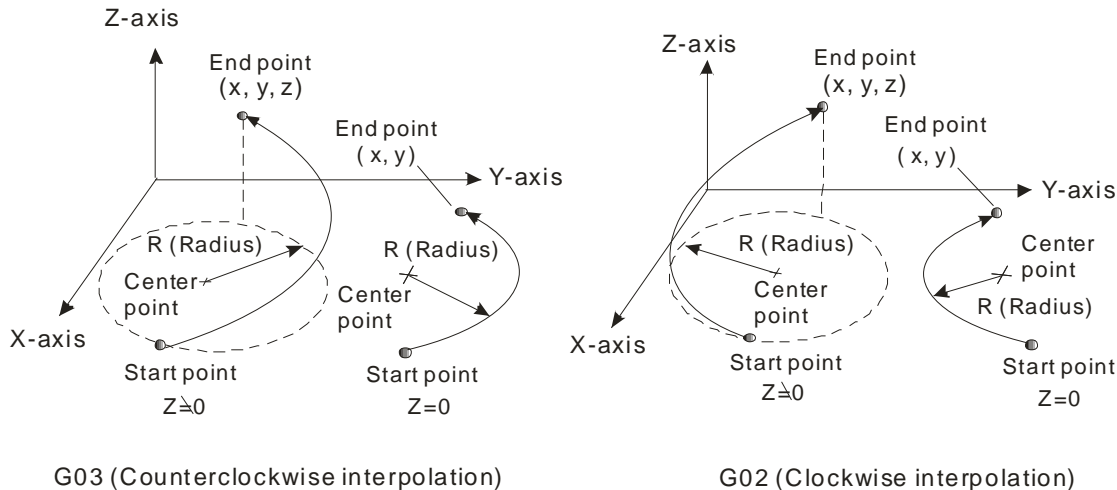 Z-axis
End point
(x, y, z)
End point
(x, y)
Y-axis
R (Radius)
Center
point
R (Radius)
Center
point
X-axis
Start point
Z≠0
Start point
Z=0
G03 (Counterclockwise interpolation)
Z-axis
End point
(x, y, z)
End point
(x, y)
Y-axis
R (Radius)
Center
point
Center
point
R (Radius)
X-axis
Start point
Z≠0
Start point
Z=0
G02 (Clockwise interpolation)